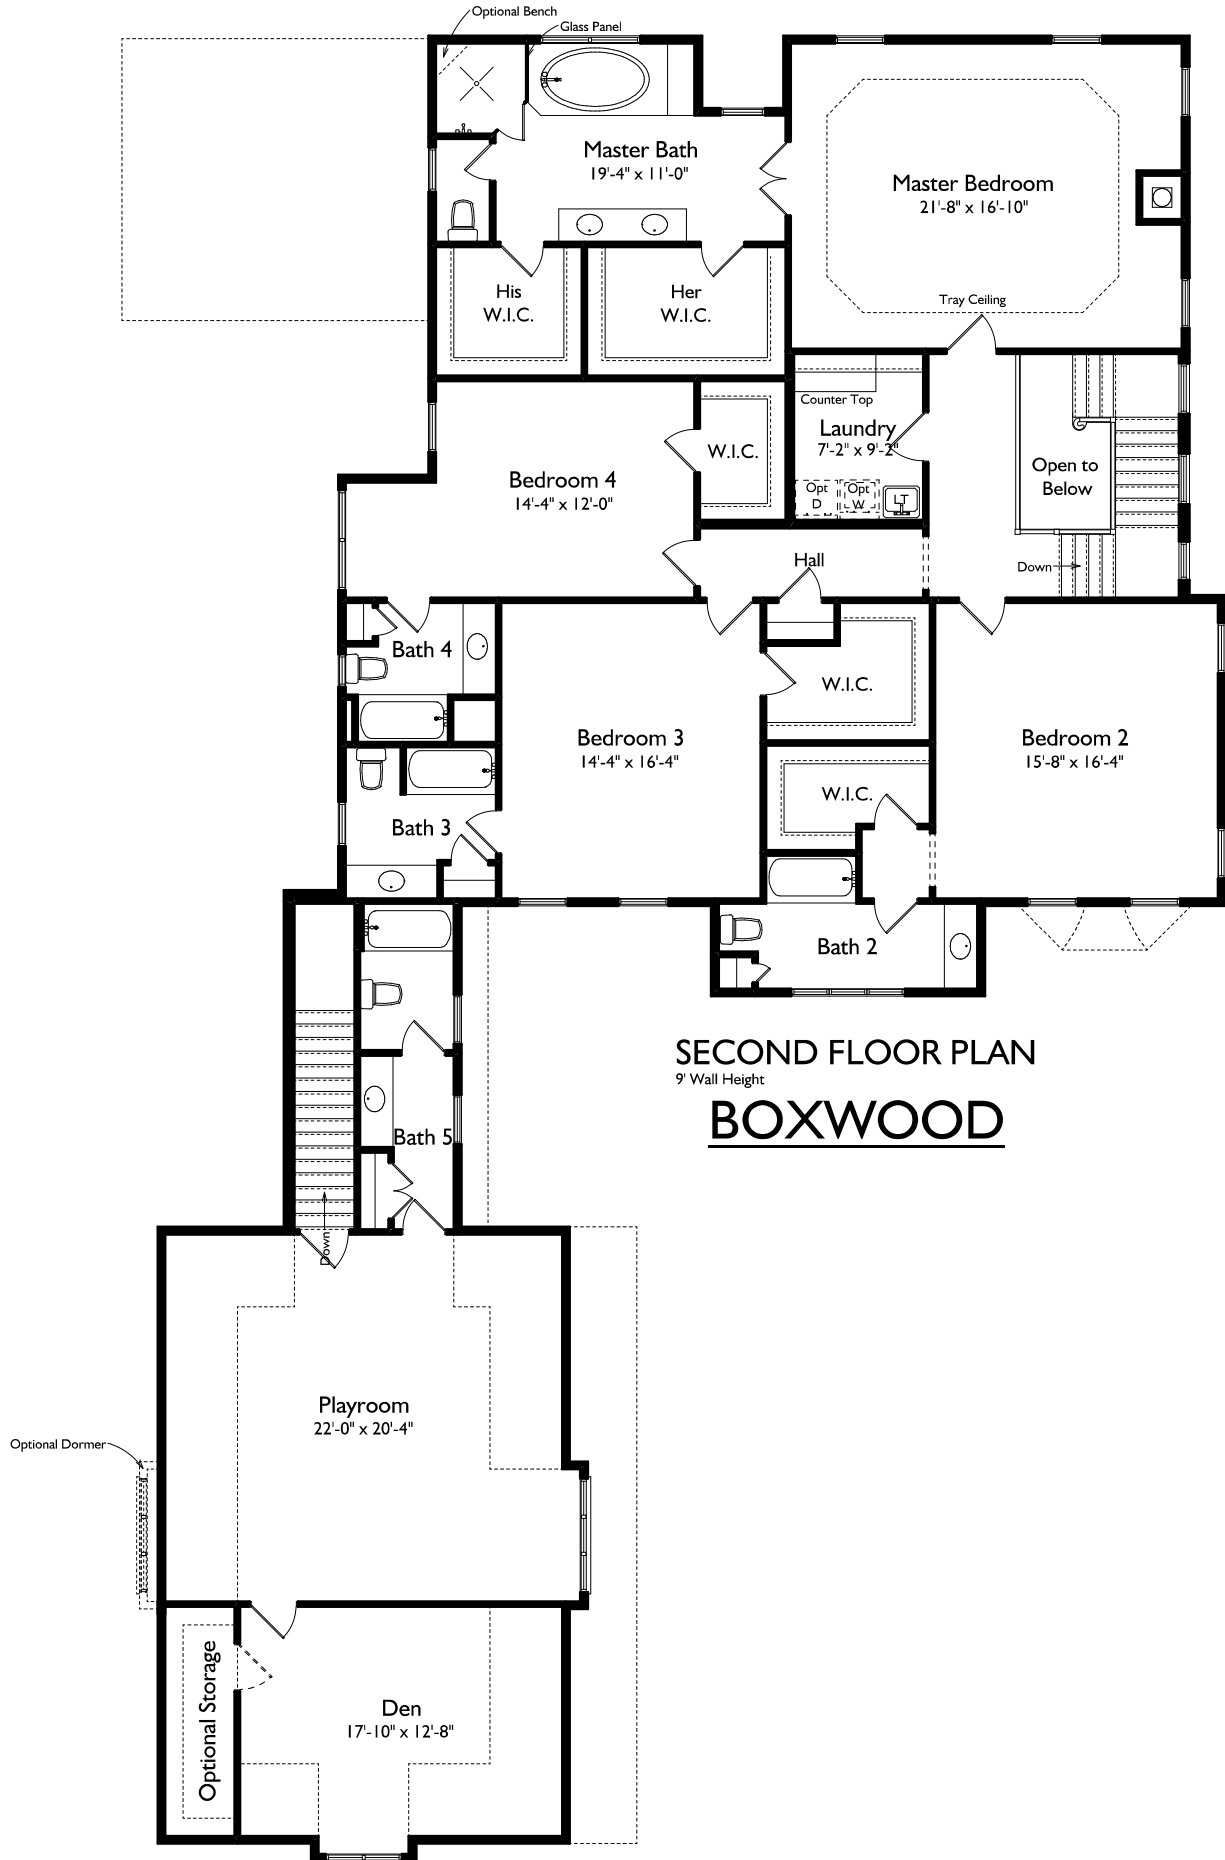 Optional Bench
Glass Panel
Master Bath
19'-4" x 11'-0"
Master Bedroom
21'-8" x 16'-10"
Tray Ceiling
His
W.I.C.
Her
W.I.C.
Counter Top
Laundry
7'-2" x 9'-2"
Opt
D
Opt
W
LT
W.I.C.
Bedroom 4
14'-4" x 12'-0"
Open to
Below
Hall
Down
Bath 4
W.I.C.
Bedroom 3
14'-4" x 16'-4"
Bedroom 2
15'-8" x 16'-4"
W.I.C.
Bath 3
Bath 2
SECOND FLOOR PLAN
9' Wall Height
BOXWOOD
Bath 5
Down
Playroom
22'-0" x 20'-4"
Optional Dormer
Optional Storage
Den
17'-10" x 12'-8"